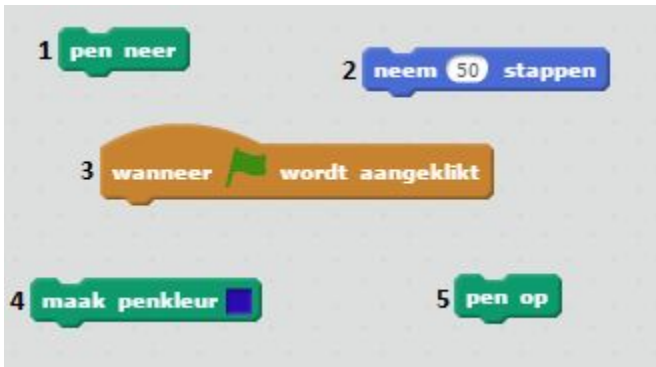 1 pen neer
2 neem 50 stappen
3 wanneer wordt aangeklikt
4 maak penkleur
5 pen op